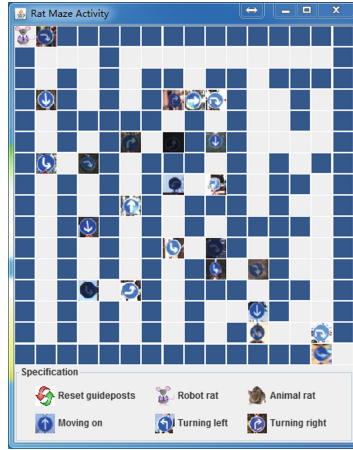 Rat Maze Activity
Specification
Reset guideposts
Robot rat
Animal rat
Moving on
Turning left
Turning right